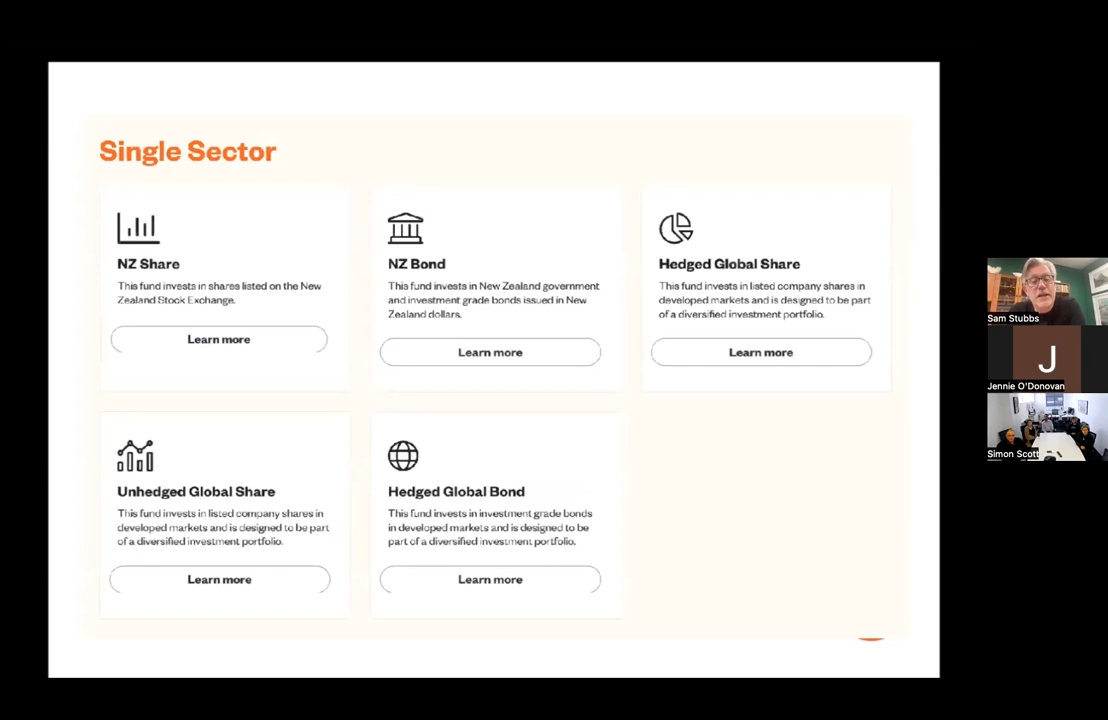 Single Sector
NZ Share
This fund invests in shares listed on the New
Zealand Stock Exchange.
Learn more
NZ Bond
This fund invests in New Zealand government
and investment grade bonds issued in New
Zealand dollars.
Learn more
Hedged Global Share
This fund invests in listed company shares in
developed markets and is designed to be part
of a diversified investment portfolio.
Learn more
Unhedged Global Share
This fund invests in listed company shares in
developed markets and is designed to be part
of a diversified investment portfolio.
Learn more
Hedged Global Bond
This fund invests in investment grade bonds
in developed markets and is designed to be
part of a diversified investment portfolio.
Learn more
Sam Stubbs
J
Jennie O'Donovan
Simon Scott